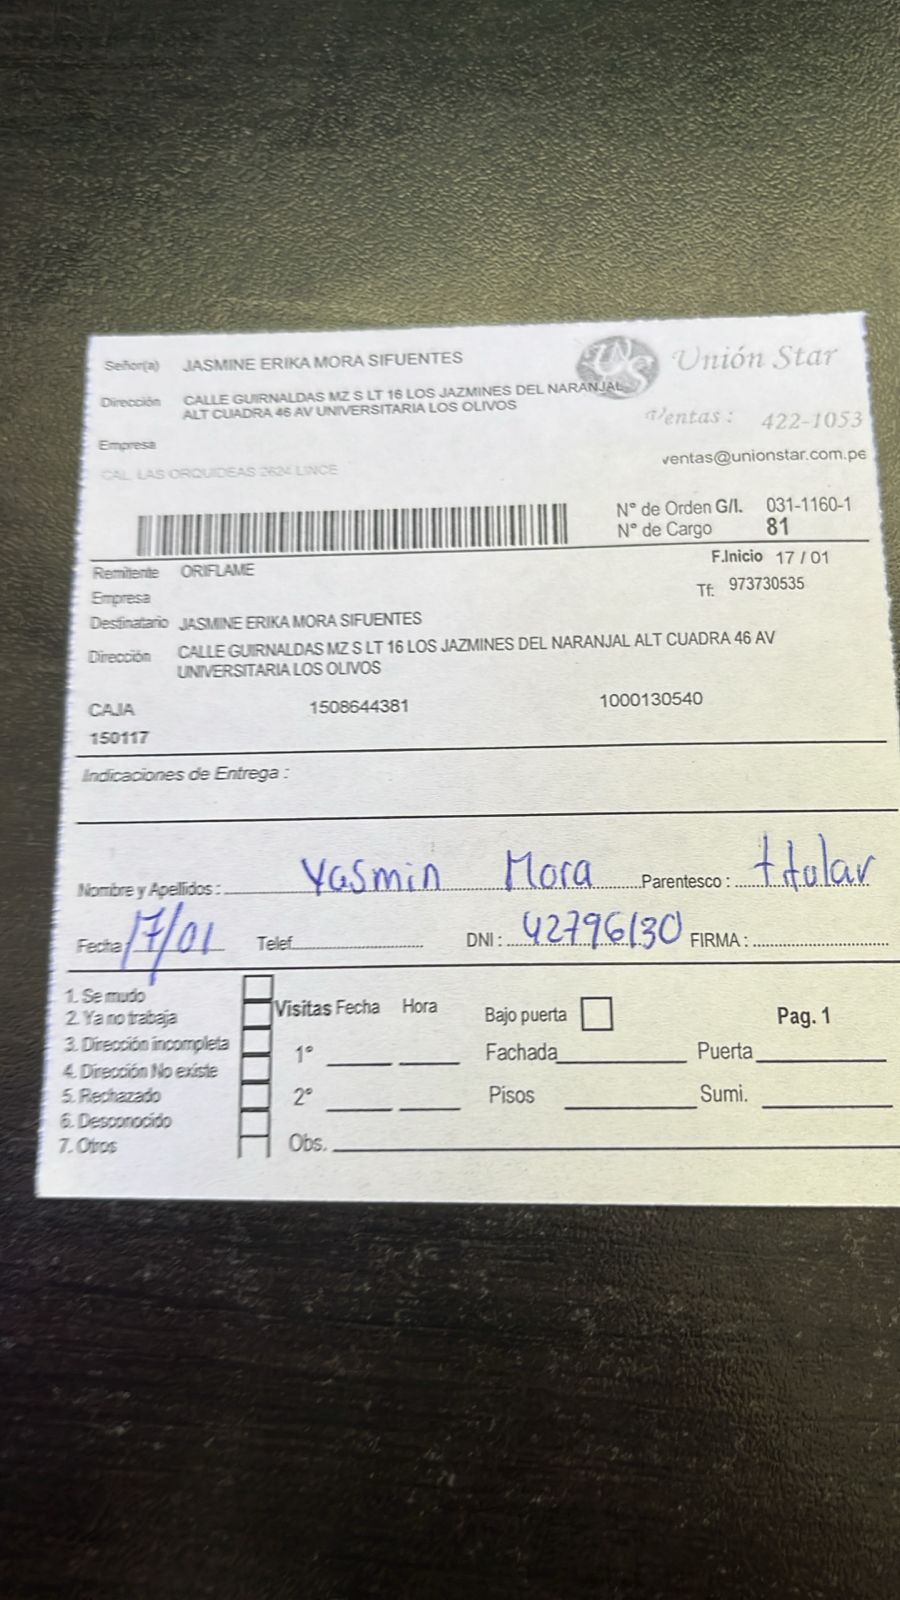 Señor(a) JASMINE ERIKA MORA SIFUENTES
UNS Unión Star
Dirección CALLE GUIRNALDAS MZ S LT 16 LOS JAZMINES DEL NARANJAL
ALT CUADRA 46 AV UNIVERSITARIA LOS OLIVOS
Ventas : 422-1053
Empresa
ventas@unionstar.com.pe
CAL. LAS ORQUIDEAS 2624 LINCE
N° de Orden G/I. 031-1160-1
N° de Cargo 81
F.Inicio 17 / 01
Remitente ORIFLAME
Tf: 973730535
Empresa
Destinatario JASMINE ERIKA MORA SIFUENTES
Dirección CALLE GUIRNALDAS MZ S LT 16 LOS JAZMINES DEL NARANJAL ALT CUADRA 46 AV
UNIVERSITARIA LOS OLIVOS
CAJA 1508644381 1000130540
150117
Indicaciones de Entrega :
Nombre y Apellidos : Yasmin Mora Parentesco : titular
Fecha 17/01 Telef. DNI : 42796130 FIRMA :
1. Se mudo
2. Ya no trabaja
3. Dirección incompleta
4. Dirección No existe
5. Rechazado
6. Desconocido
7. Otros
Visitas Fecha Hora Bajo puerta Pag. 1
1° Fachada Puerta
2° Pisos Sumi.
Obs.